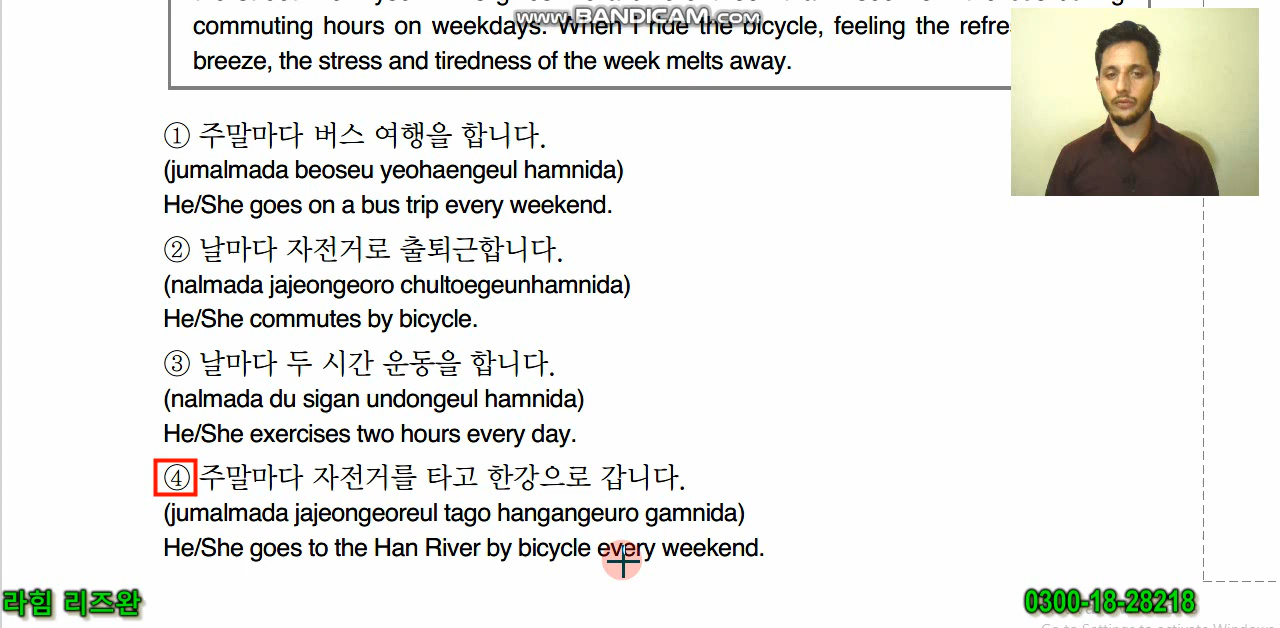 www.BANDICAM.com
commuting hours on weekdays. When I ride the bicycle, feeling the
breeze, the stress and tiredness of the week melts away.
① 주말마다 버스 여행을 합니다.
(jumalmada beoseu yeohaengeul hamnida)
He/She goes on a bus trip every weekend.
② 날마다 자전거로 출퇴근합니다.
(nalmada jajeongeoro chultoegeunhamnida)
He/She commutes by bicycle.
③ 날마다 두 시간 운동을 합니다.
(nalmada du sigan undongeul hamnida)
He/She exercises two hours every day.
④ 주말마다 자전거를 타고 한강으로 갑니다.
(jumalmada jajeongeoreul tago hangangeuro gamnida)
He/She goes to the Han River by bicycle every weekend.
라힘 리즈완
0300-18-28218